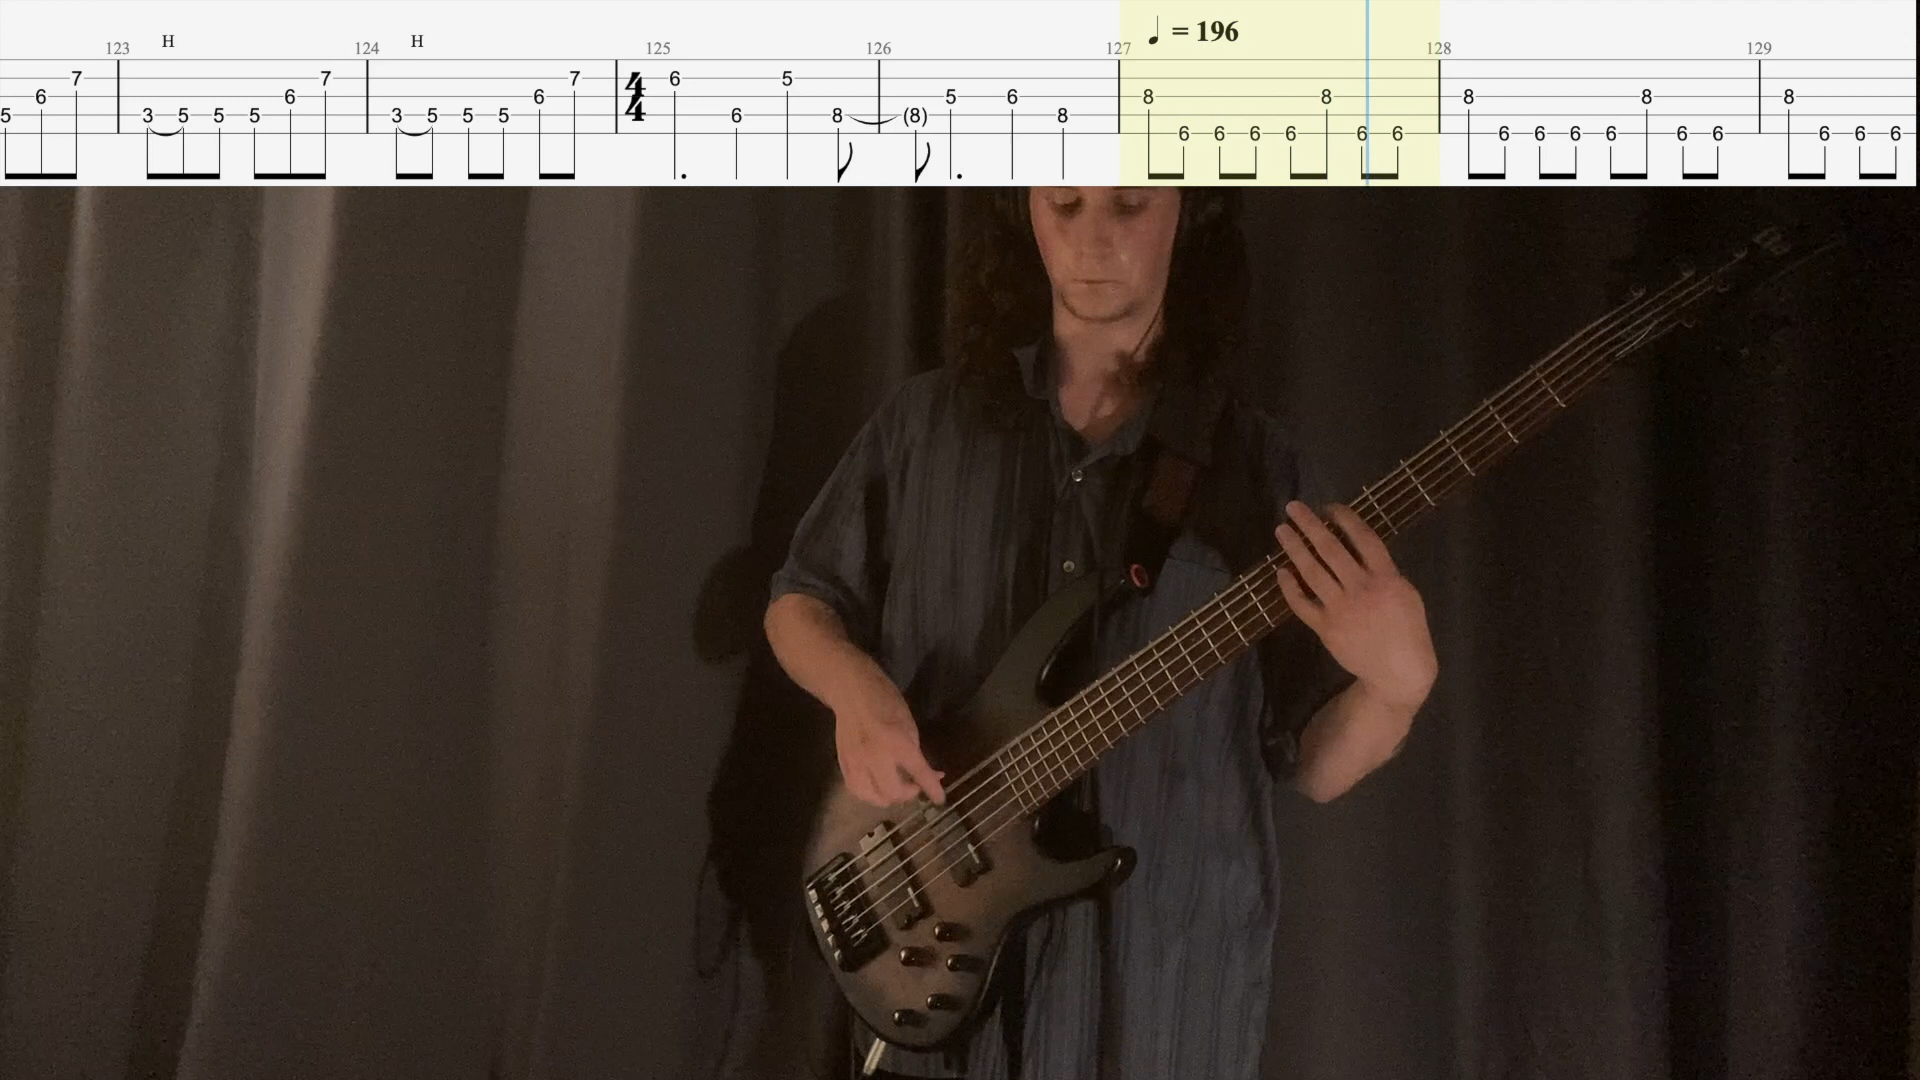 ♩ = 196
123 H 124 H 125 126 127 128 129
7 7 7 6 5
6 6 6 5 6 8 8 8 8 8
5 3 5 5 5 3 5 5 5 4/4 6 8 (8) 8
6 6 6 6 6 6 6 6 6 6 6 6 6 6 6